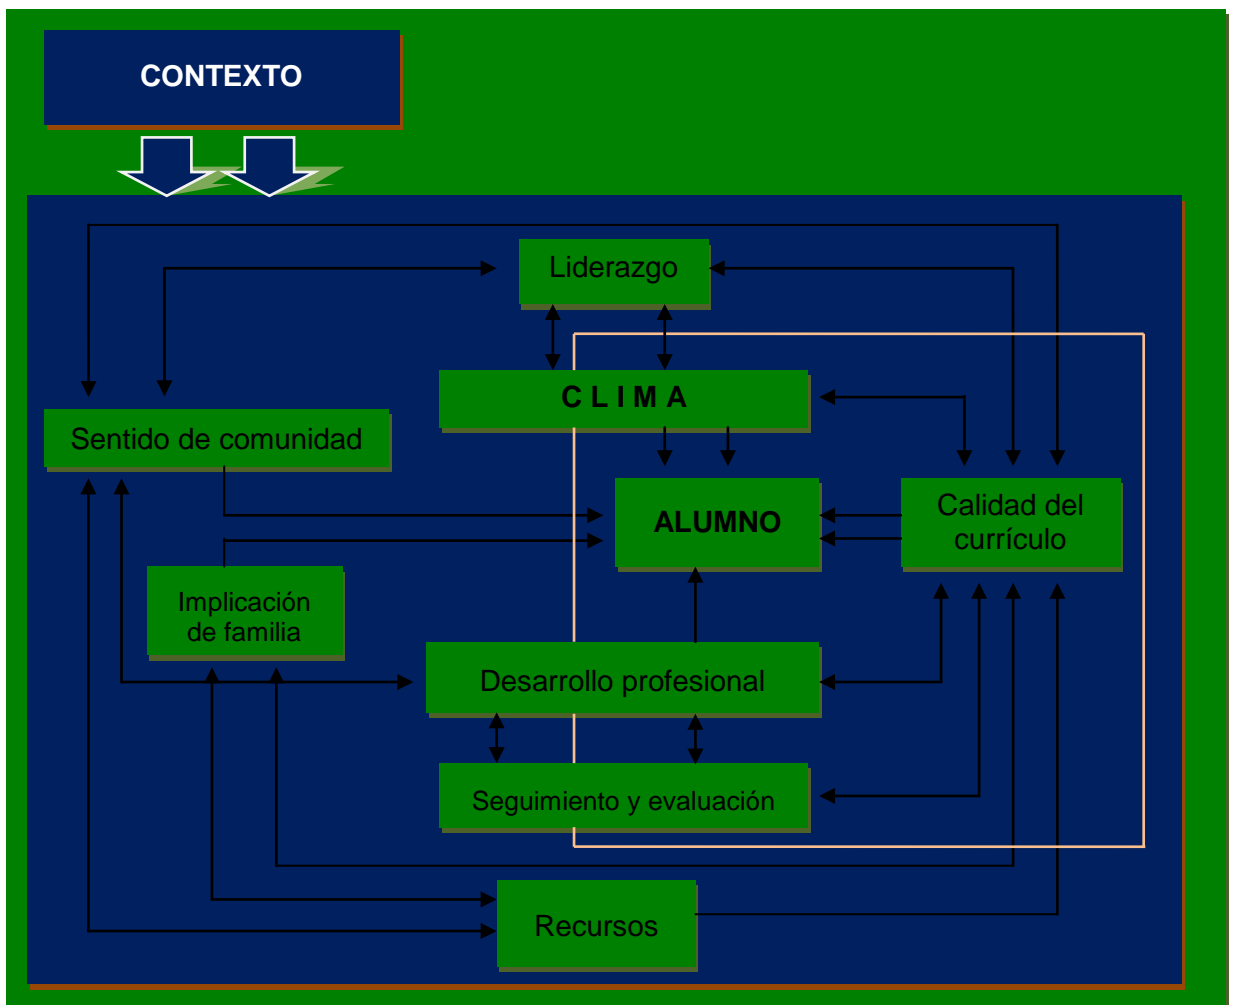 CONTEXTO
Liderazgo
C L I M A
Sentido de comunidad
ALUMNO
Calidad del
currículo
Implicación
de familia
Desarrollo profesional
Seguimiento y evaluación
Recursos